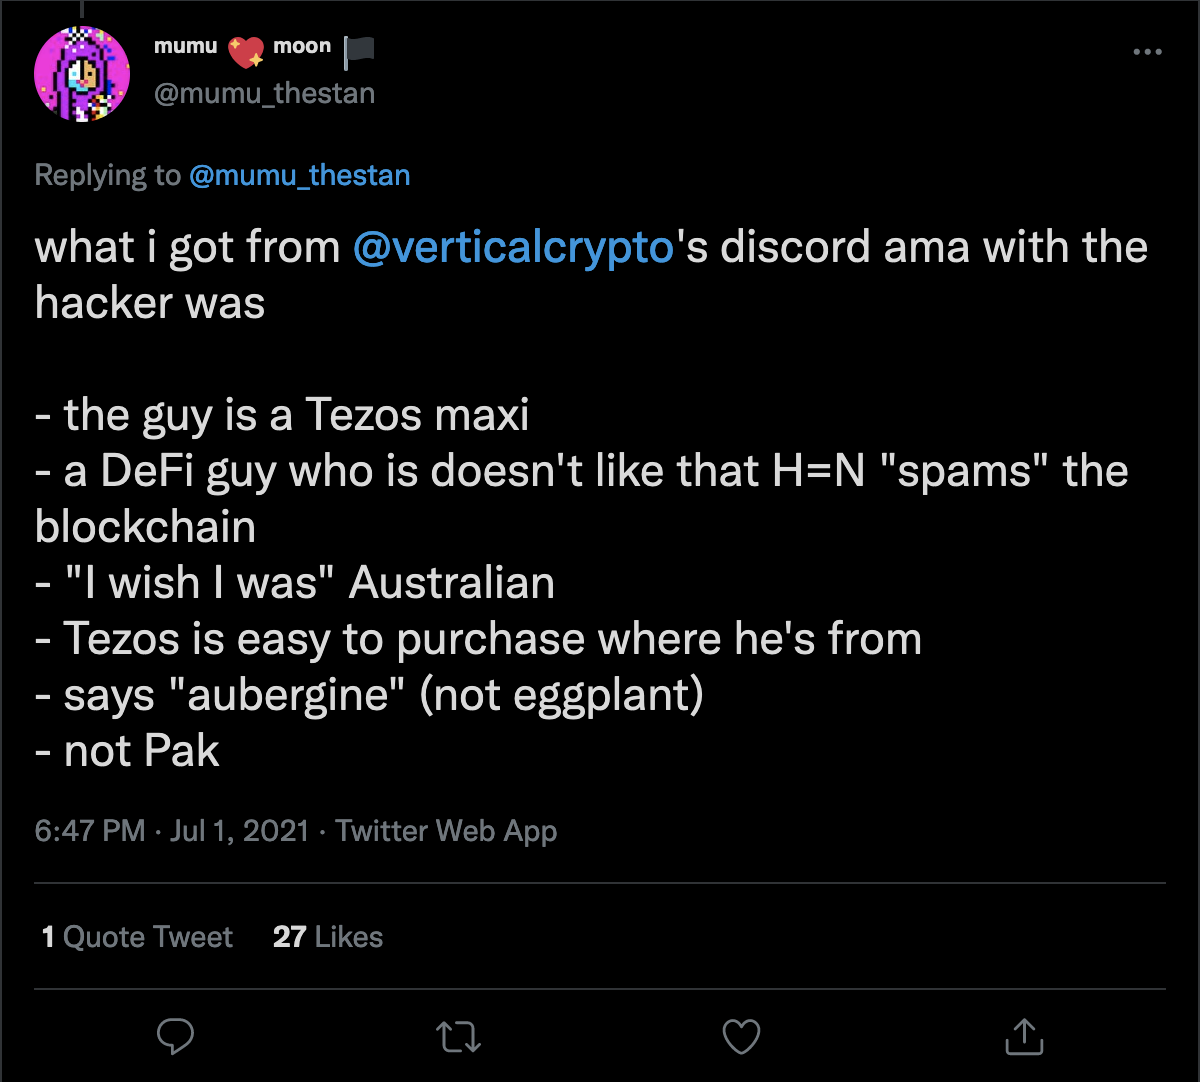 mumu 💖 moon 🏴
@mumu_thestan
Replying to @mumu_thestan
what i got from @verticalcrypto's discord ama with the
hacker was
- the guy is a Tezos maxi
- a DeFi guy who is doesn't like that H=N "spams" the
blockchain
- "I wish I was" Australian
- Tezos is easy to purchase where he's from
- says "aubergine" (not eggplant)
- not Pak
6:47 PM · Jul 1, 2021 · Twitter Web App
1 Quote Tweet 27 Likes